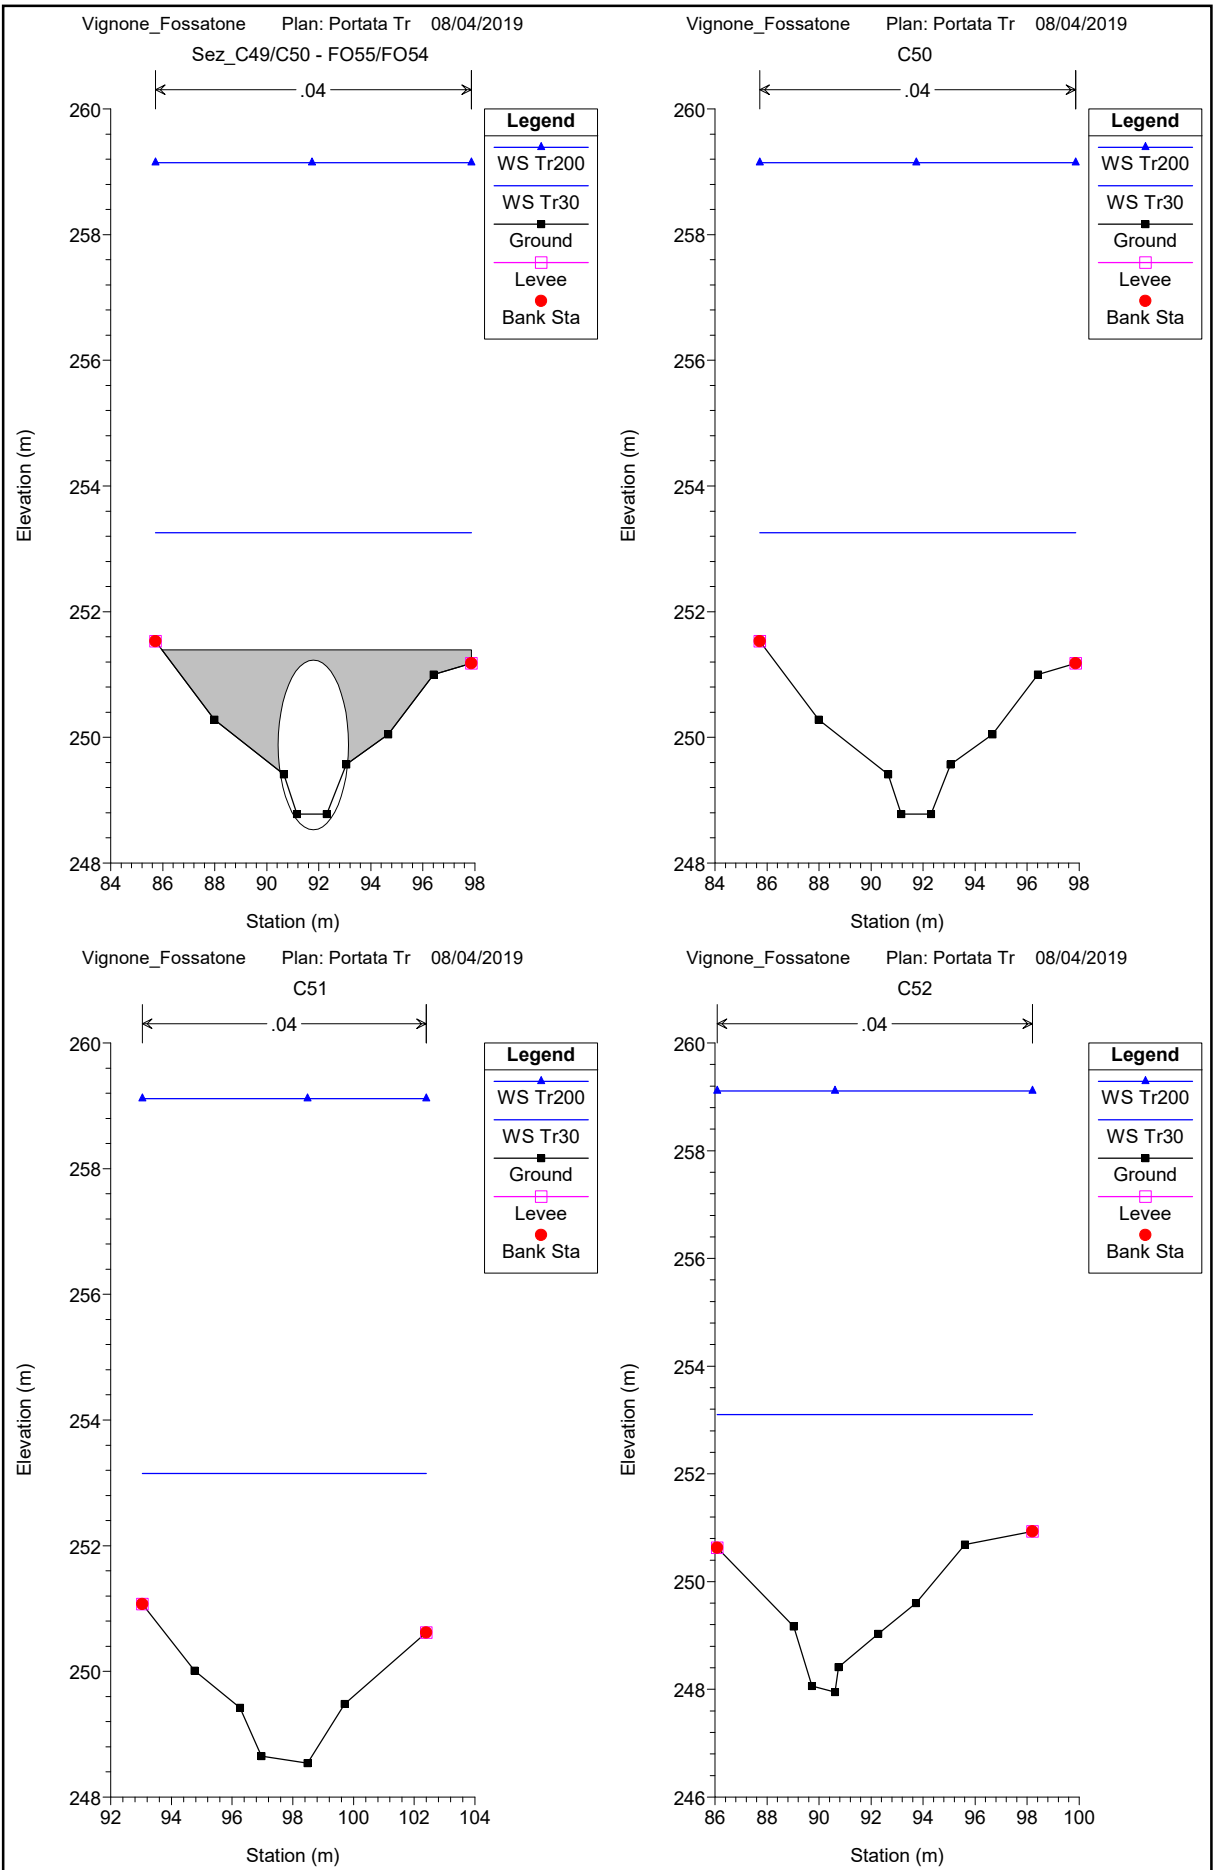 Vignone_Fossatone Plan: Portata Tr 08/04/2019
Sez_C49/C50 - FO55/FO54
.04
260
258
256
254
252
250
248
84 86 88 90 92 94 96 98
Elevation (m)
Station (m)
Legend
WS Tr200
WS Tr30
Ground
Levee
Bank Sta
Vignone_Fossatone Plan: Portata Tr 08/04/2019
C50
.04
260
258
256
254
252
250
248
84 86 88 90 92 94 96 98
Elevation (m)
Station (m)
Legend
WS Tr200
WS Tr30
Ground
Levee
Bank Sta
Vignone_Fossatone Plan: Portata Tr 08/04/2019
C51
.04
260
258
256
254
252
250
248
92 94 96 98 100 102 104
Elevation (m)
Station (m)
Legend
WS Tr200
WS Tr30
Ground
Levee
Bank Sta
Vignone_Fossatone Plan: Portata Tr 08/04/2019
C52
.04
260
258
256
254
252
250
248
246
86 88 90 92 94 96 98 100
Elevation (m)
Station (m)
Legend
WS Tr200
WS Tr30
Ground
Levee
Bank Sta